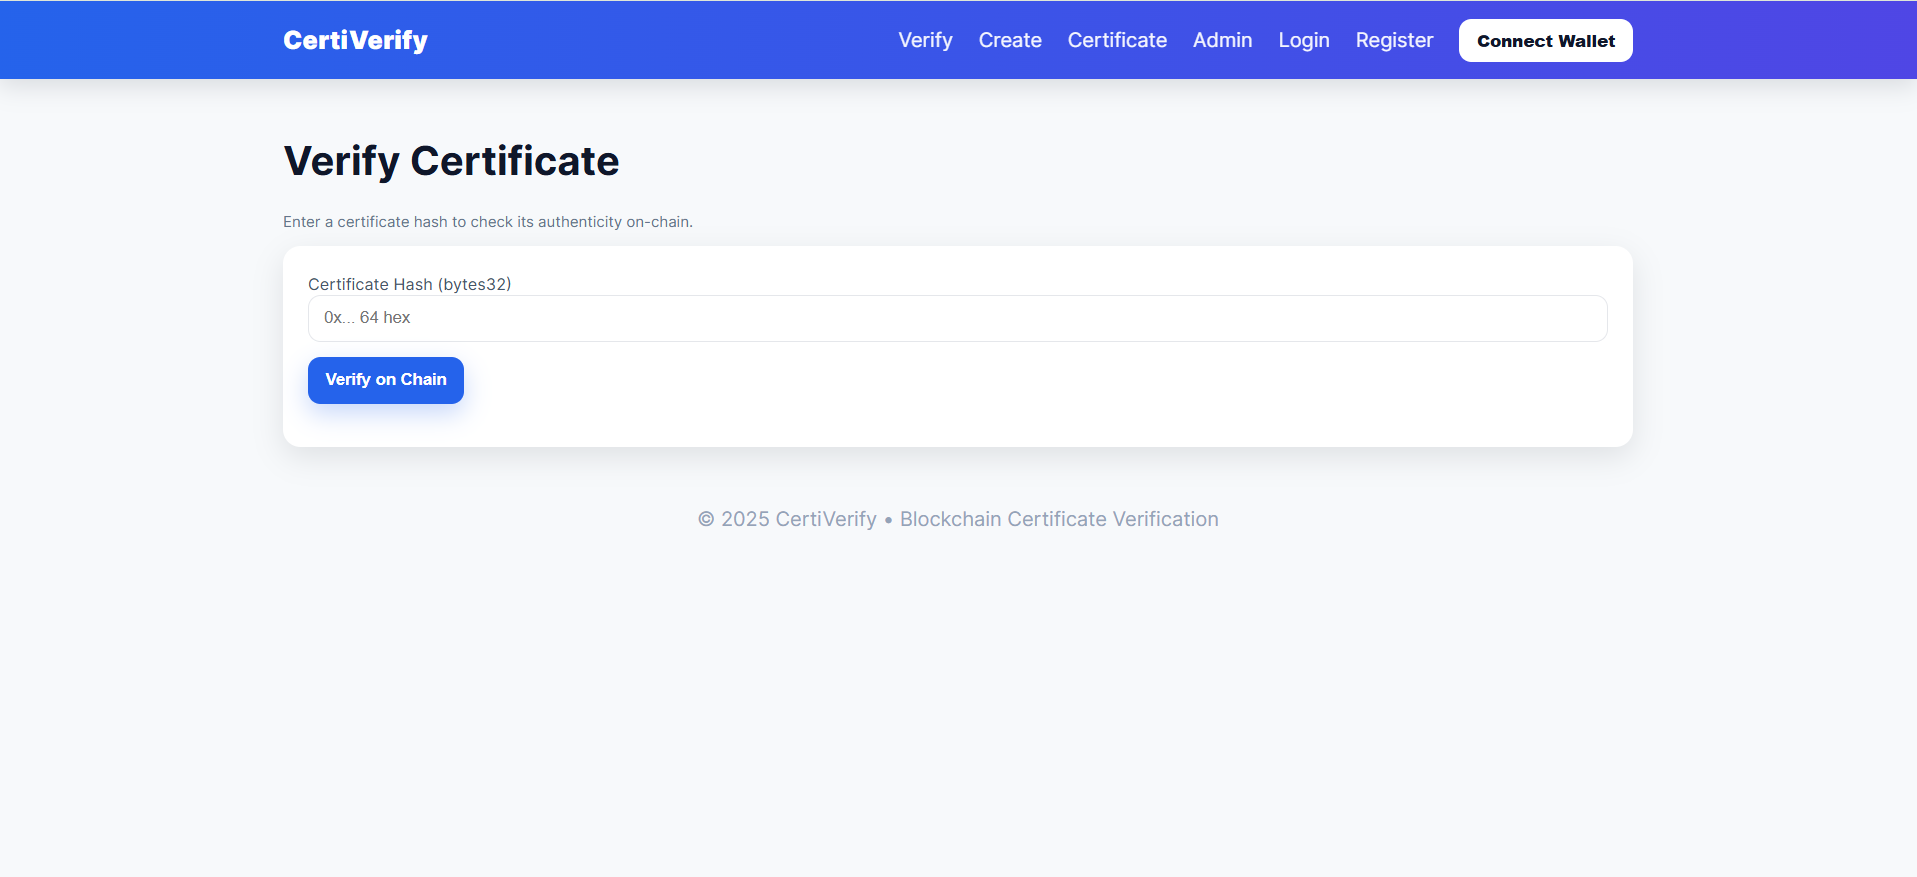 CertiVerify
Verify Create Certificate Admin Login Register Connect Wallet
Verify Certificate
Enter a certificate hash to check its authenticity on-chain.
Certificate Hash (bytes32)
0x... 64 hex
Verify on Chain
© 2025 CertiVerify • Blockchain Certificate Verification